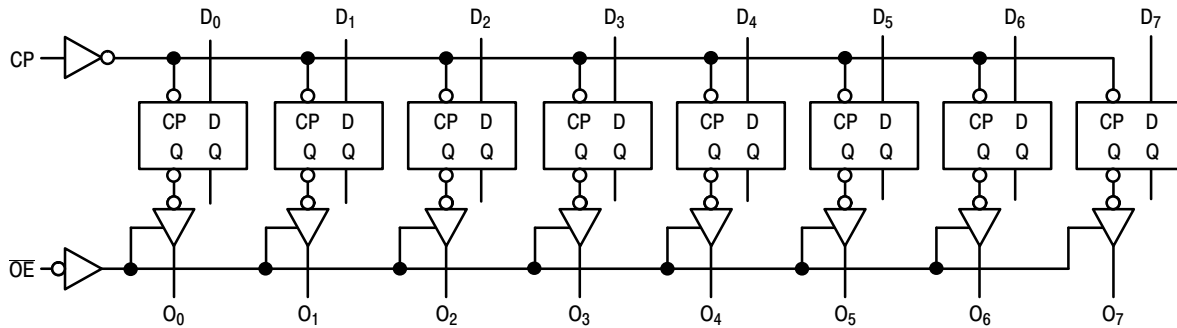 D₀ D₁ D₂ D₃ D₄ D₅ D₆ D₇
CP
CP D CP D CP D CP D CP D CP D CP D CP D
Q Q Q Q Q Q Q Q Q Q Q Q Q Q Q Q
O̅E̅
O₀ O₁ O₂ O₃ O₄ O₅ O₆ O₇